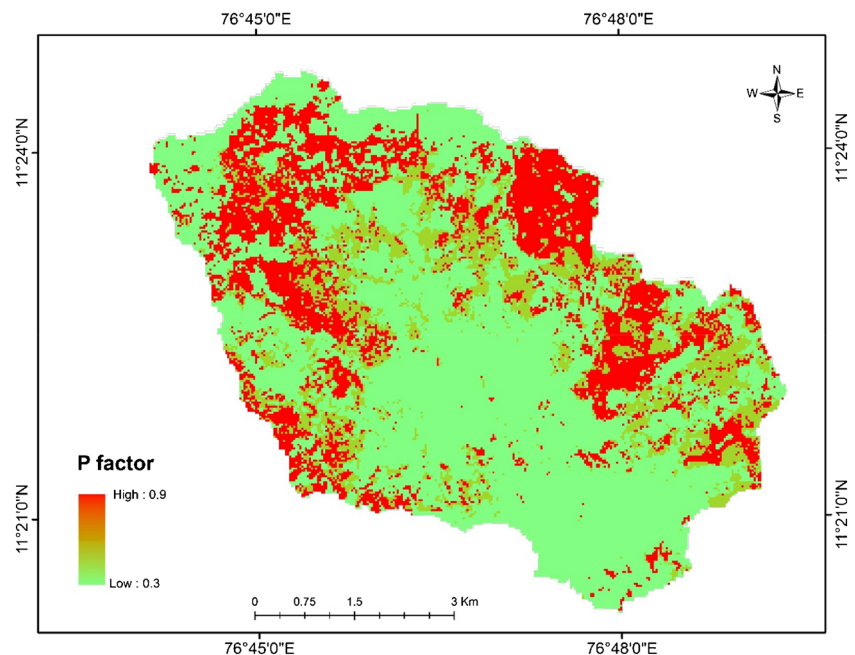 76°45'0"E 76°48'0"E
N
W E
S
11°24'0"N 11°24'0"N
P factor
High : 0.9
Low : 0.3
11°21'0"N 11°21'0"N
0 0.75 1.5 3 Km
76°45'0"E 76°48'0"E